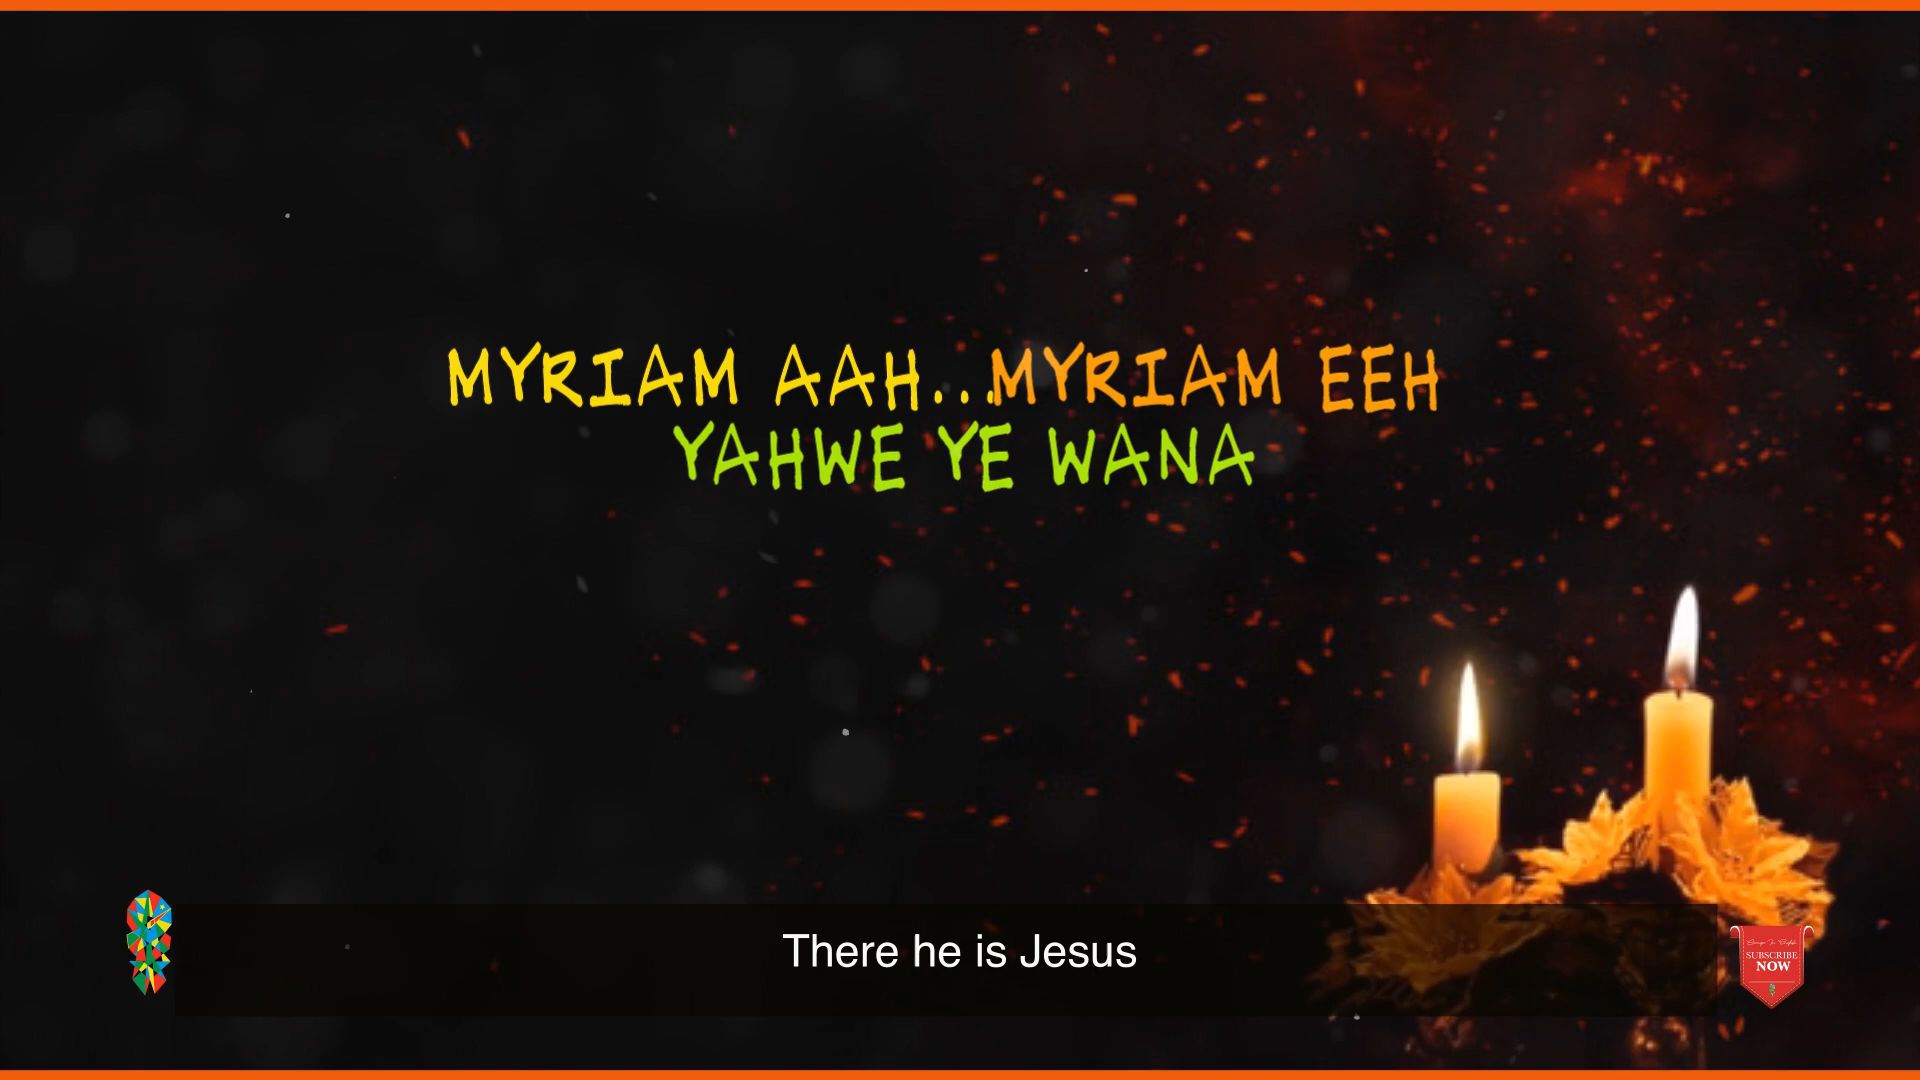 MYRIAM AAH...MYRIAM EEH
YAHWE YE WANA
There he is Jesus
SUBSCRIBE
NOW